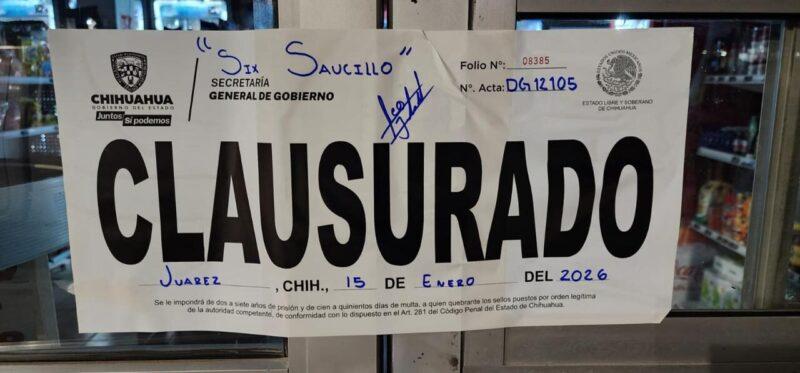 "Six Saucillo"
CHIHUAHUA
GOBIERNO DEL ESTADO
Juntos Sí podemos
SECRETARÍA
GENERAL DE GOBIERNO
Folio N°: 08385
N°. Acta: DG12105
ESTADO LIBRE Y SOBERANO
DE CHIHUAHUA
CLAUSURADO
JUAREZ, CHIH., 15 DE ENERO DEL 2026
Se le impondrá de dos a siete años de prisión y de cien a quinientos días de multa, a quien quebrante los sellos puestos por orden legítima
de la autoridad competente, de conformidad con lo dispuesto en el Art. 281 del Código Penal del Estado de Chihuahua.